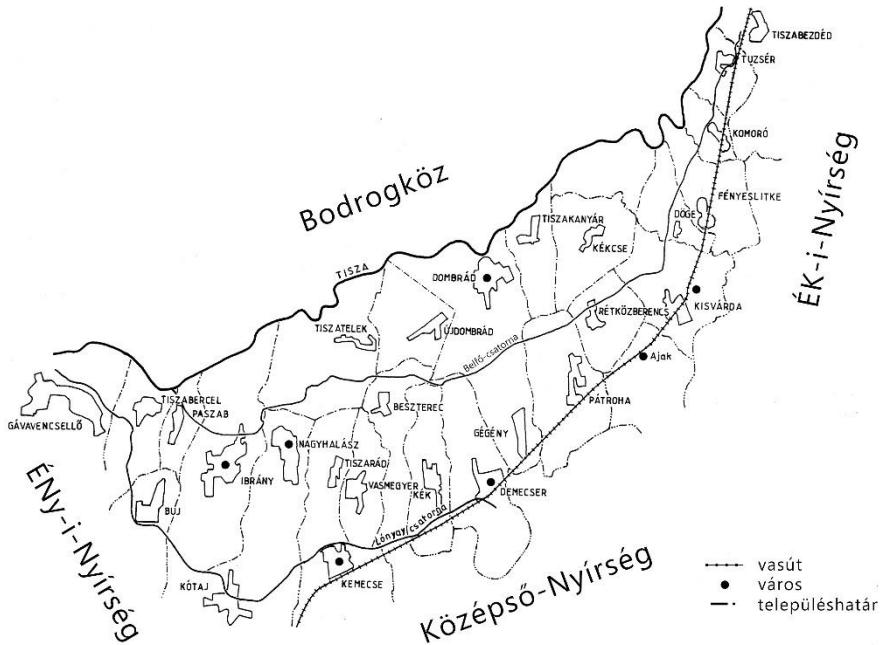 TISZABEZDÉD
TUZSÉR
KOMORÓ
FÉNYESLITKE
DÖGE
ÉK-i-Nyírség
Bodrogköz
TISZAKANYÁR
KÉKCSE
TISZA
DOMBRÁD
KISVÁRDA
RÉTKÖZBERENCS
ÚJDOMBRÁD
TISZATELEK
Belfő-csatorna
Ajak
PÁTROHA
TISZABERCEL
PASZAB
GÁVAVENCSELLŐ
BESZTEREC
GÉGÉNY
NAGYHALÁSZ
TISZARÁD
IBRÁNY
VASMEGYER
KÉK
DEMECSER
BUJ
ÉNy-i-Nyírség
Lónyay-csatorna
KÓTAJ
KEMECSE
Középső-Nyírség
vasút
város
településhatár